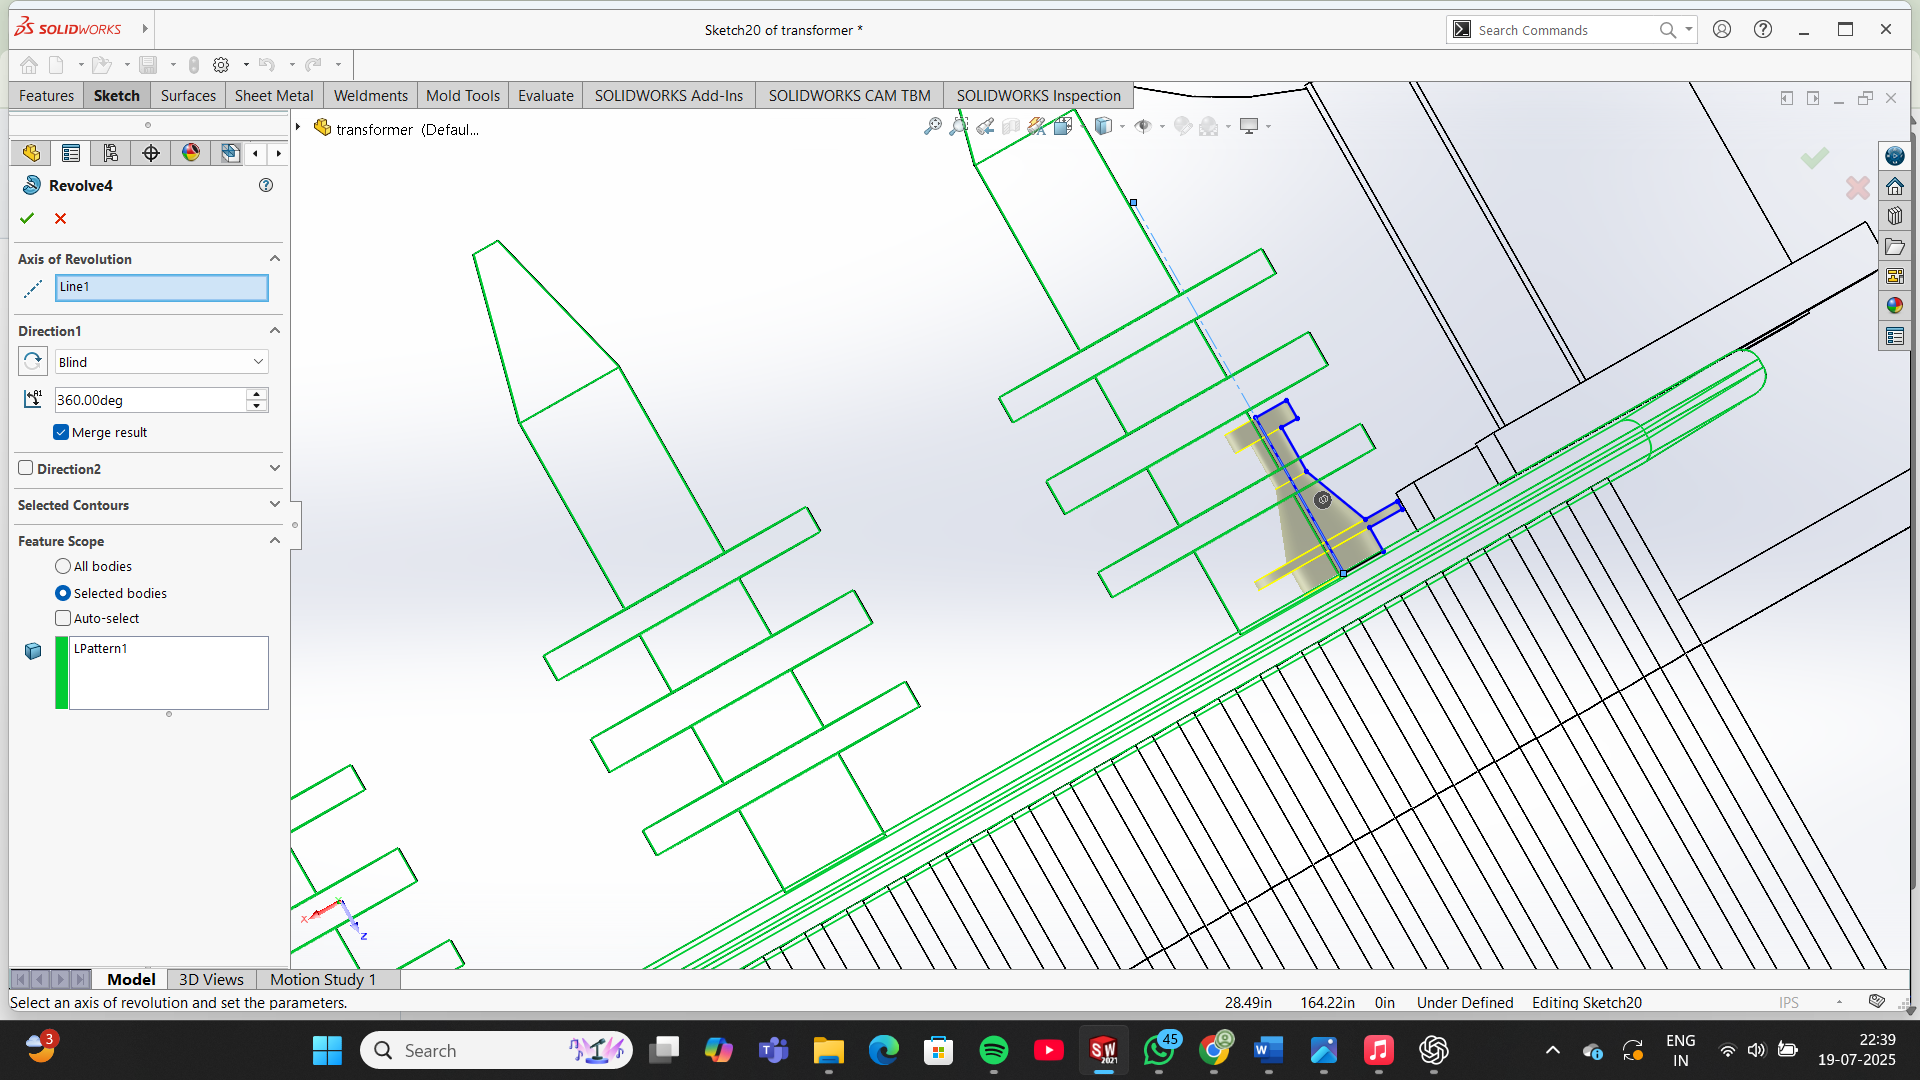 SOLIDWORKS
Sketch20 of transformer *
Search Commands
Features Sketch Surfaces Sheet Metal Weldments Mold Tools Evaluate SOLIDWORKS Add-Ins SOLIDWORKS CAM TBM SOLIDWORKS Inspection
transformer (Defaul...
Revolve4
Axis of Revolution
Line1
Direction1
Blind
360.00deg
Merge result
Direction2
Selected Contours
Feature Scope
All bodies
Selected bodies
Auto-select
LPattern1
X
Z
Model 3D Views Motion Study 1
Select an axis of revolution and set the parameters.
28.49in 164.22in 0in Under Defined Editing Sketch20 IPS
3
Search
SW
2021
45
ENG
IN
22:39
19-07-2025